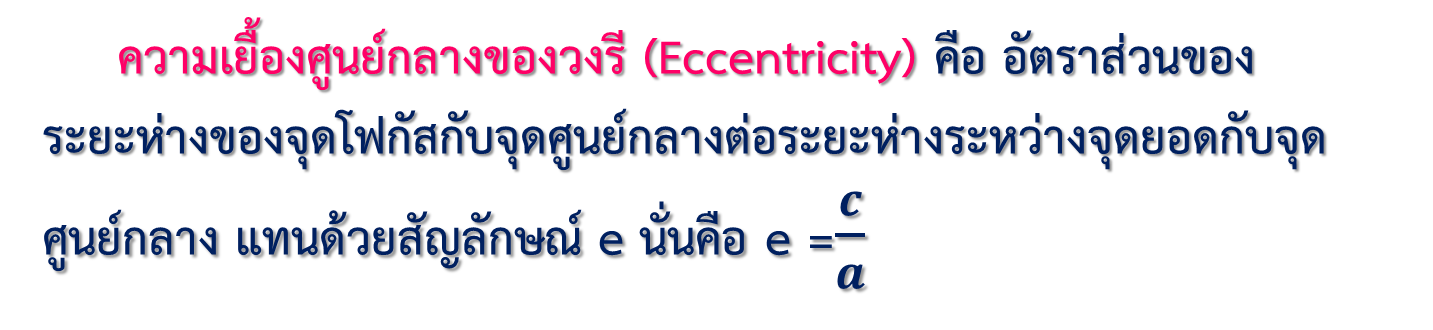 ความเยื้องศูนย์กลางของวงรี (Eccentricity) คือ อัตราส่วนของ
ระยะห่างของจุดโฟกัสกับจุดศูนย์กลางต่อระยะห่างระหว่างจุดยอดกับจุด
ศูนย์กลาง แทนด้วยสัญลักษณ์ e นั่นคือ e =c/a